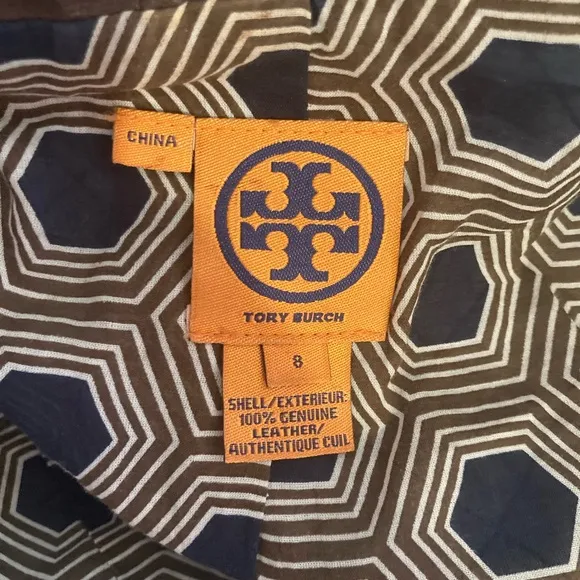 CHINA
TORY BURCH
8
SHELL/EXTERIEUR:
100% GENUINE
LEATHER/
AUTHENTIQUE CUIL